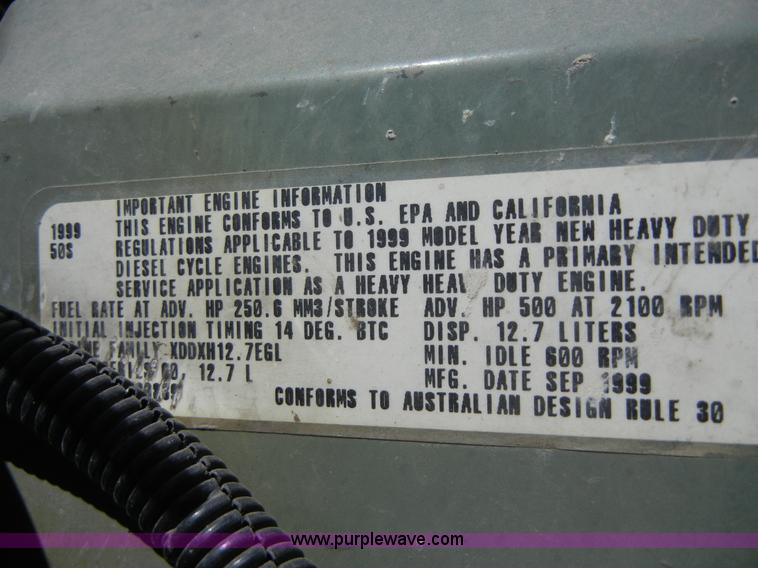 IMPORTANT ENGINE INFORMATION
1999 THIS ENGINE CONFORMS TO U.S. EPA AND CALIFORNIA
50S REGULATIONS APPLICABLE TO 1999 MODEL YEAR NEW HEAVY DUTY
DIESEL CYCLE ENGINES. THIS ENGINE HAS A PRIMARY INTENDED
SERVICE APPLICATION AS A HEAVY HEAVY DUTY ENGINE.
FUEL RATE AT ADV. HP 250.6 MM3/STROKE ADV. HP 500 AT 2100 RPM
INITIAL INJECTION TIMING 14 DEG. BTC DISP. 12.7 LITERS
FAMILY XDDXH12.7EGL MIN. IDLE 600 RPM
60, 12.7 L MFG. DATE SEP 1999
CONFORMS TO AUSTRALIAN DESIGN RULE 30
www.purplewave.com